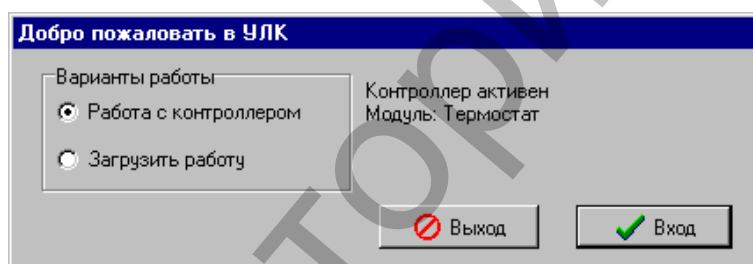 Добро пожаловать в УЛК
Варианты работы
Работа с контроллером
Загрузить работу
Контроллер активен
Модуль: Термостат
Выход
Вход